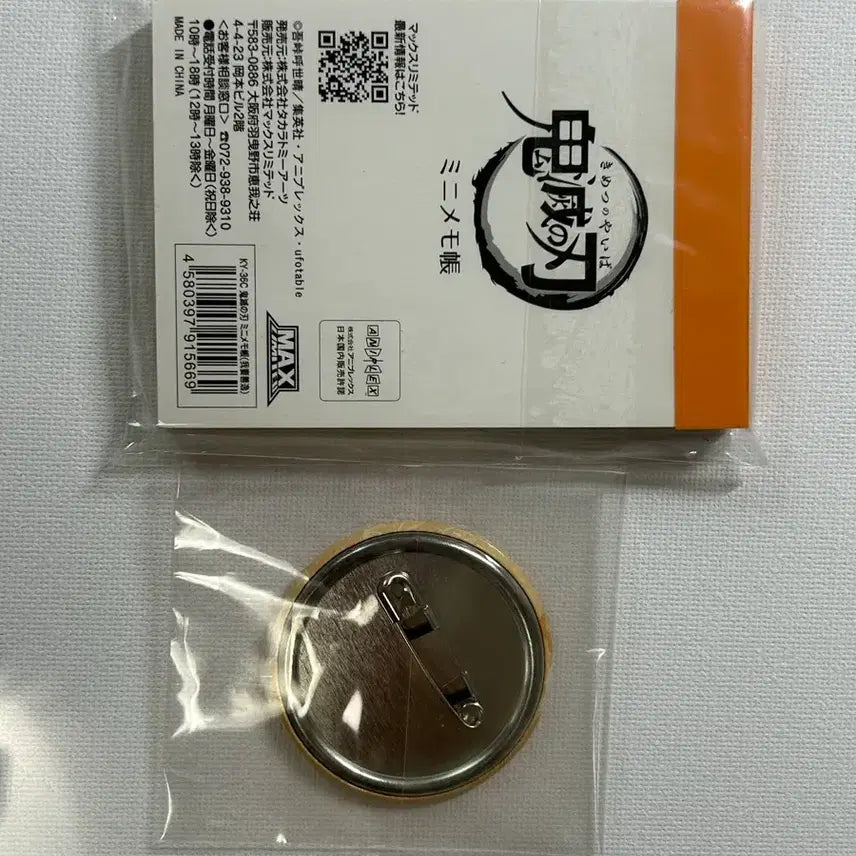 鬼滅の刃
きめつのやいば
ミニメモ帳
マックスリミテッド
最新情報はこちら!
©吾峠呼世晴／集英社・アニプレックス・ufotable
発売元:株式会社タカラトミーアーツ
販売元:株式会社マックスリミテッド
〒583-0886 大阪府羽曳野市恵我之荘
4-4-23 岡本ビル2階
<お客様相談窓口> ☎072-938-9310
●電話受付時間 月曜日～金曜日(祝日除く)
10時～18時(12時～13時除く)
MADE IN CHINA
ANIPLEX
株式会社アニプレックス
日本国内販売許諾
MAX
LIMITED
KY-36C 鬼滅の刃 ミニメモ帳(我妻善逸)
4 580397 915669